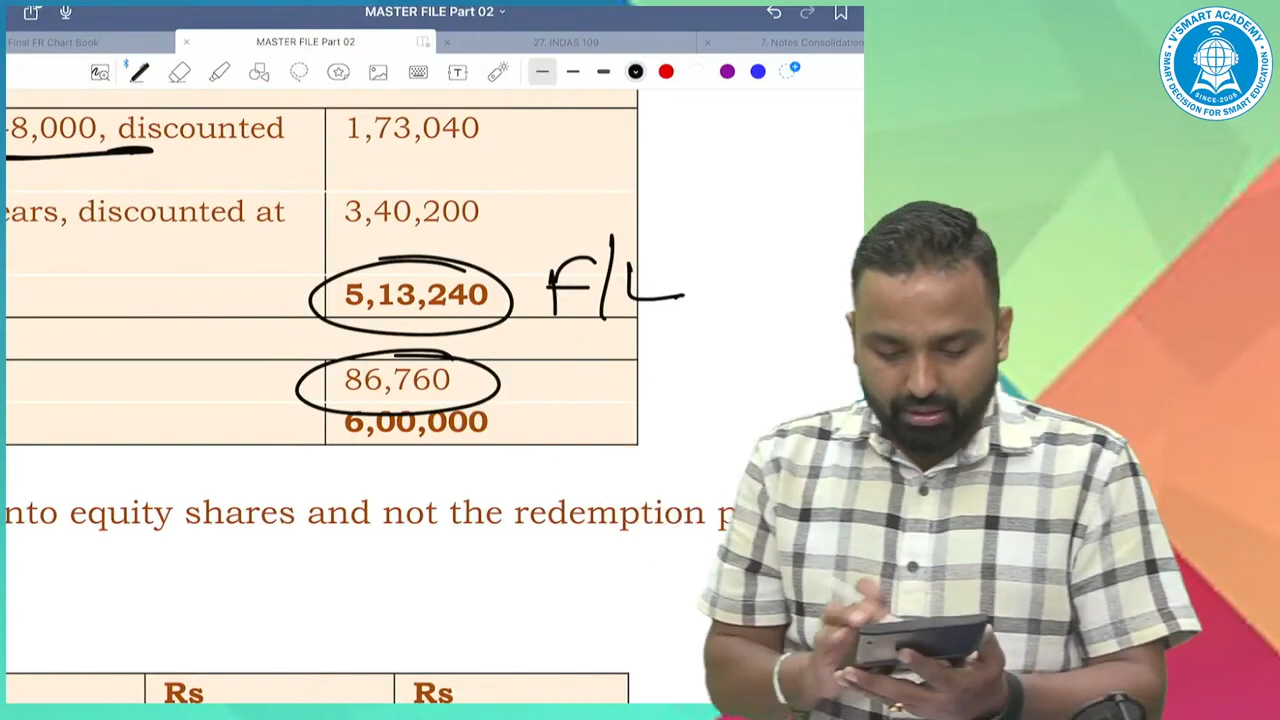 MASTER FILE Part 02
Final FR Chart Book
MASTER FILE Part 02
27. INDAS 109
7. Notes Consolidation
8,000, discounted 1,73,040
ears, discounted at 3,40,200
5,13,240 F/L
86,760
6,00,000
nto equity shares and not the redemption p
Rs Rs
V'SMART ACADEMY
SINCE-2005
SMART DECISION FOR SMART EDUCATION